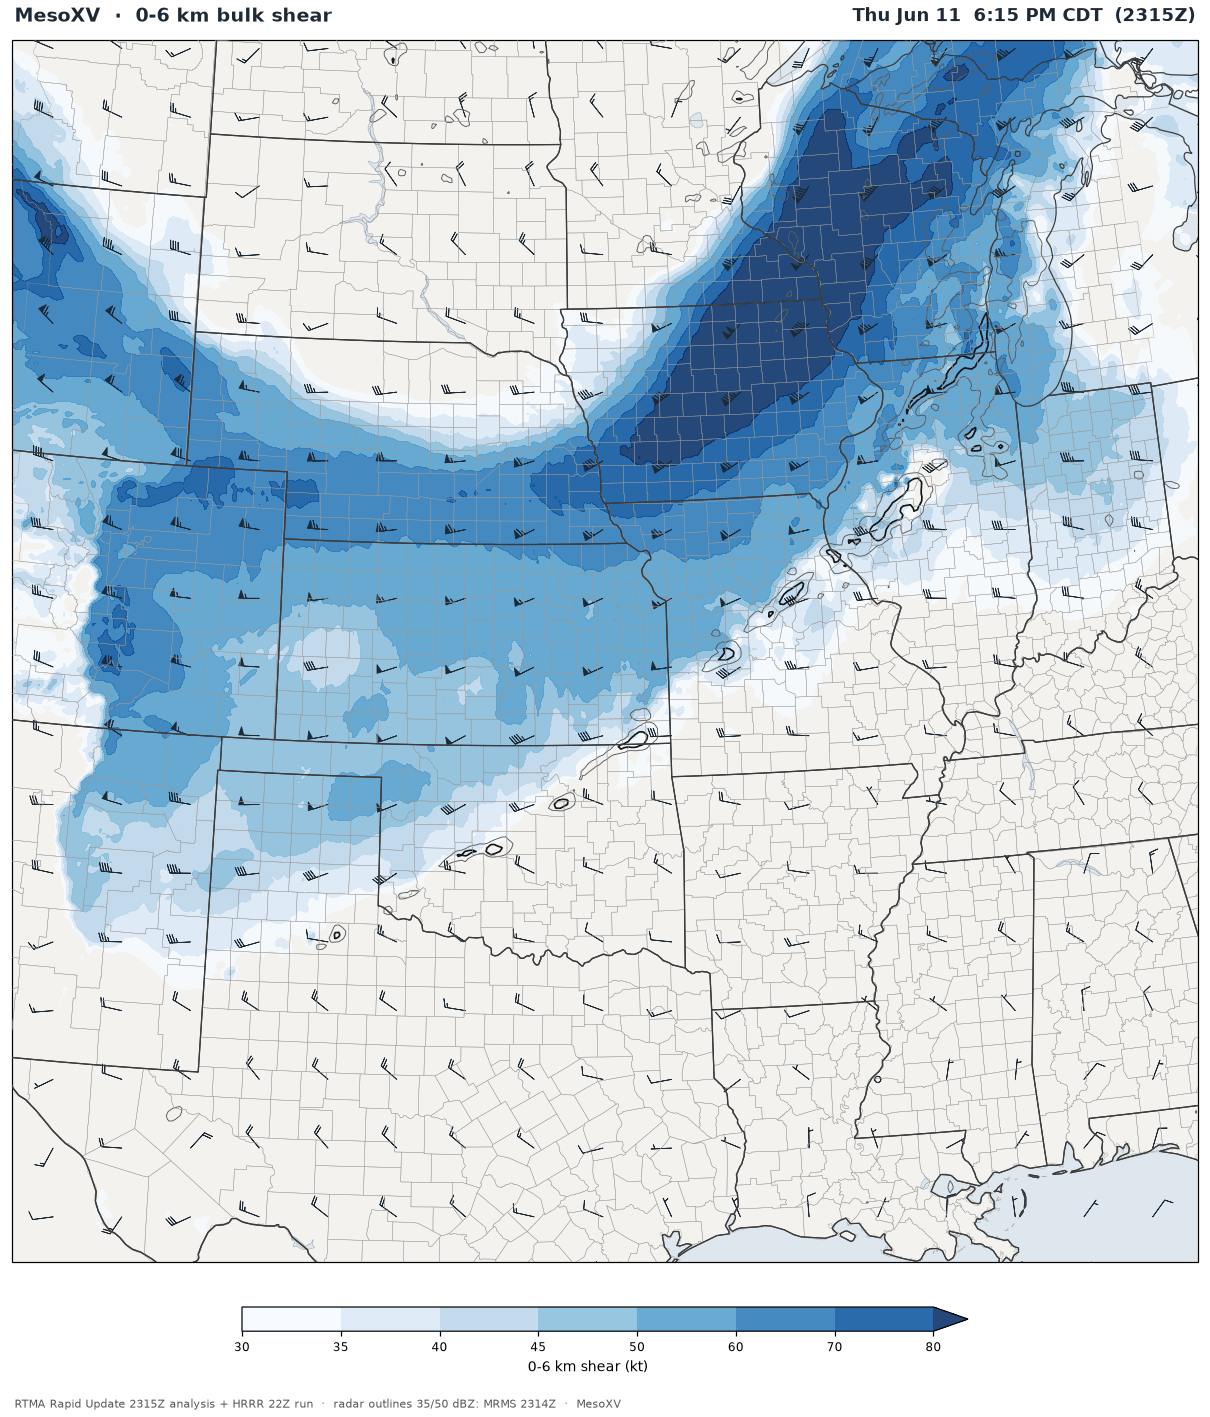 MesoXV · 0-6 km bulk shear
Thu Jun 11 6:15 PM CDT (2315Z)
30 35 40 45 50 60 70 80
0-6 km shear (kt)
RTMA Rapid Update 2315Z analysis + HRRR 22Z run · radar outlines 35/50 dBZ: MRMS 2314Z · MesoXV